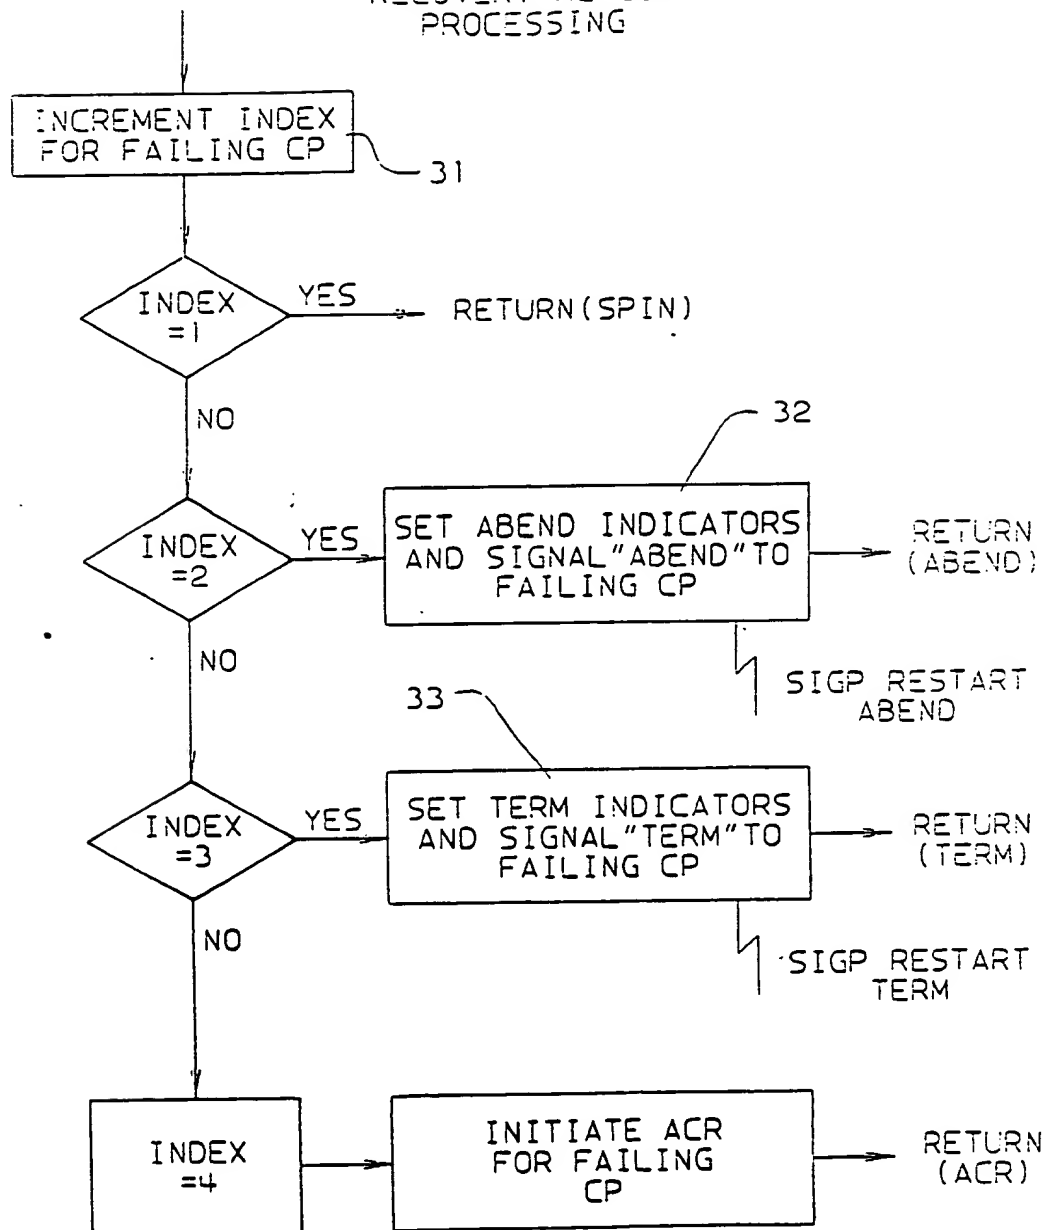 PROCESSING
INCREMENT INDEX
FOR FAILING CP
31
INDEX
=1
YES
RETURN(SPIN)
NO
32
INDEX
=2
YES
SET ABEND INDICATORS
AND SIGNAL"ABEND"TO
FAILING CP
RETURN
(ABEND)
NO
SIGP RESTART
ABEND
33
INDEX
=3
YES
SET TERM INDICATORS
AND SIGNAL"TERM"TO
FAILING CP
RETURN
(TERM)
NO
SIGP RESTART
TERM
INDEX
=4
INITIATE ACR
FOR FAILING
CP
RETURN
(ACR)